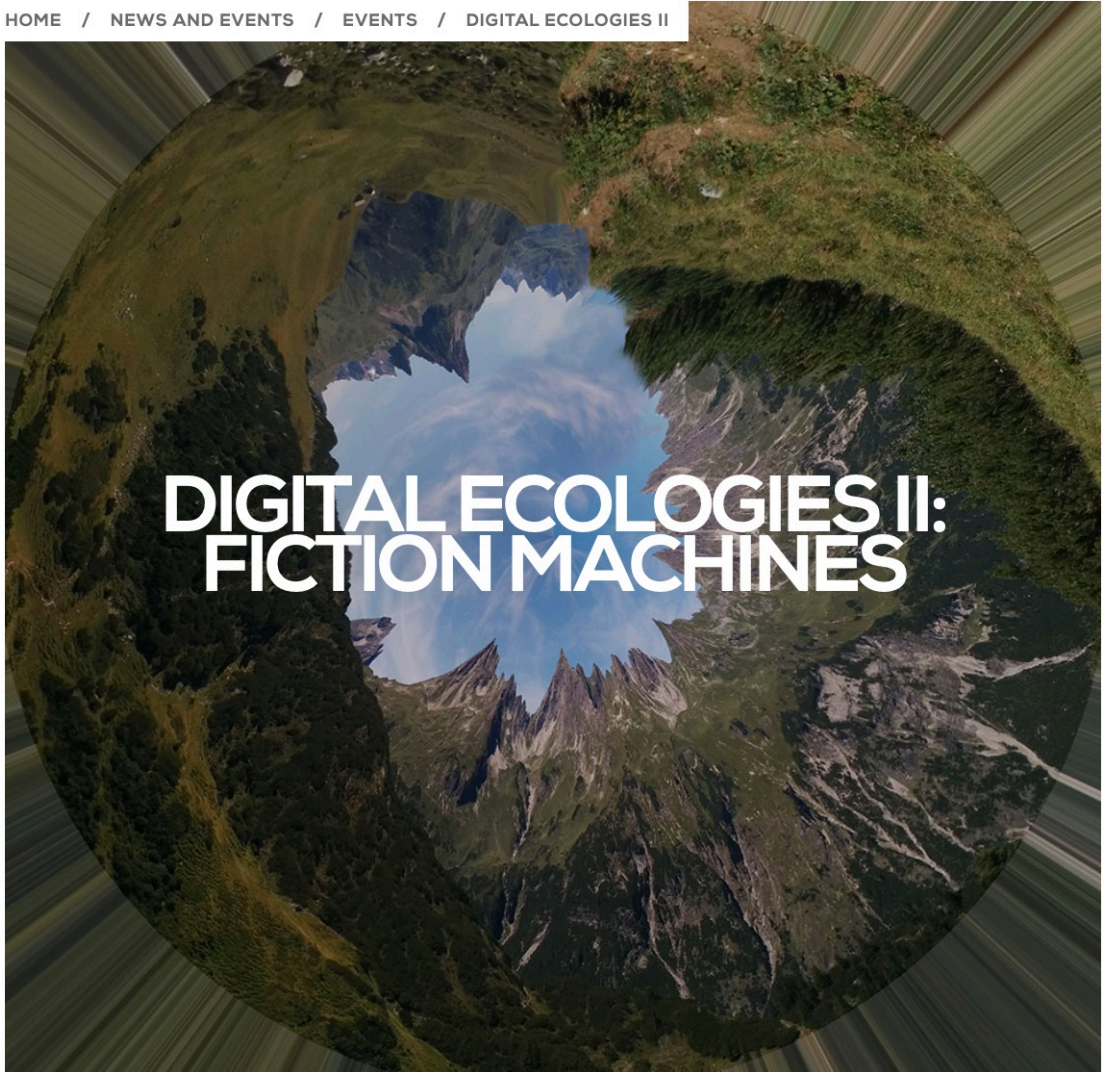 HOME / NEWS AND EVENTS / EVENTS / DIGITAL ECOLOGIES II
DIGITAL ECOLOGIES II:
FICTION MACHINES